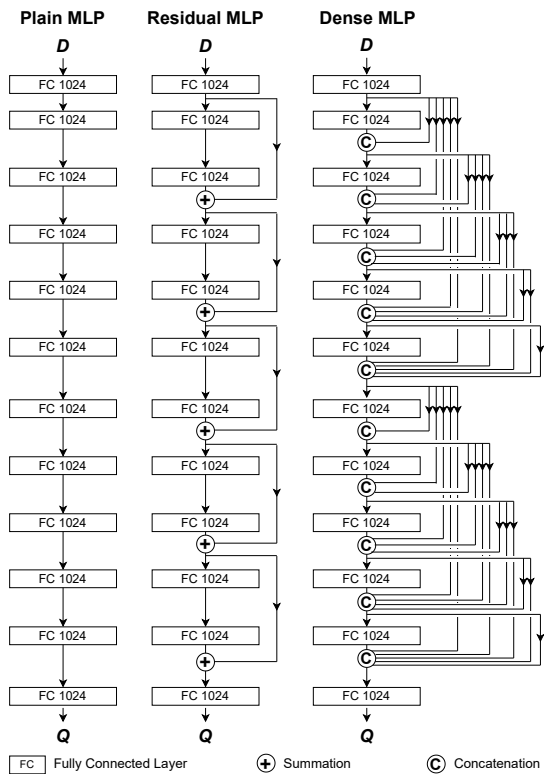 Plain MLP Residual MLP Dense MLP
D D D
FC 1024 FC 1024 FC 1024
FC 1024 FC 1024 FC 1024
C
FC 1024 FC 1024 FC 1024
+ C
FC 1024 FC 1024 FC 1024
C
FC 1024 FC 1024 FC 1024
+ C
FC 1024 FC 1024 FC 1024
C
FC 1024 FC 1024 FC 1024
+ C
FC 1024 FC 1024 FC 1024
C
FC 1024 FC 1024 FC 1024
+ C
FC 1024 FC 1024 FC 1024
C
FC 1024 FC 1024 FC 1024
+ C
FC 1024 FC 1024 FC 1024
Q Q Q
FC Fully Connected Layer + Summation C Concatenation